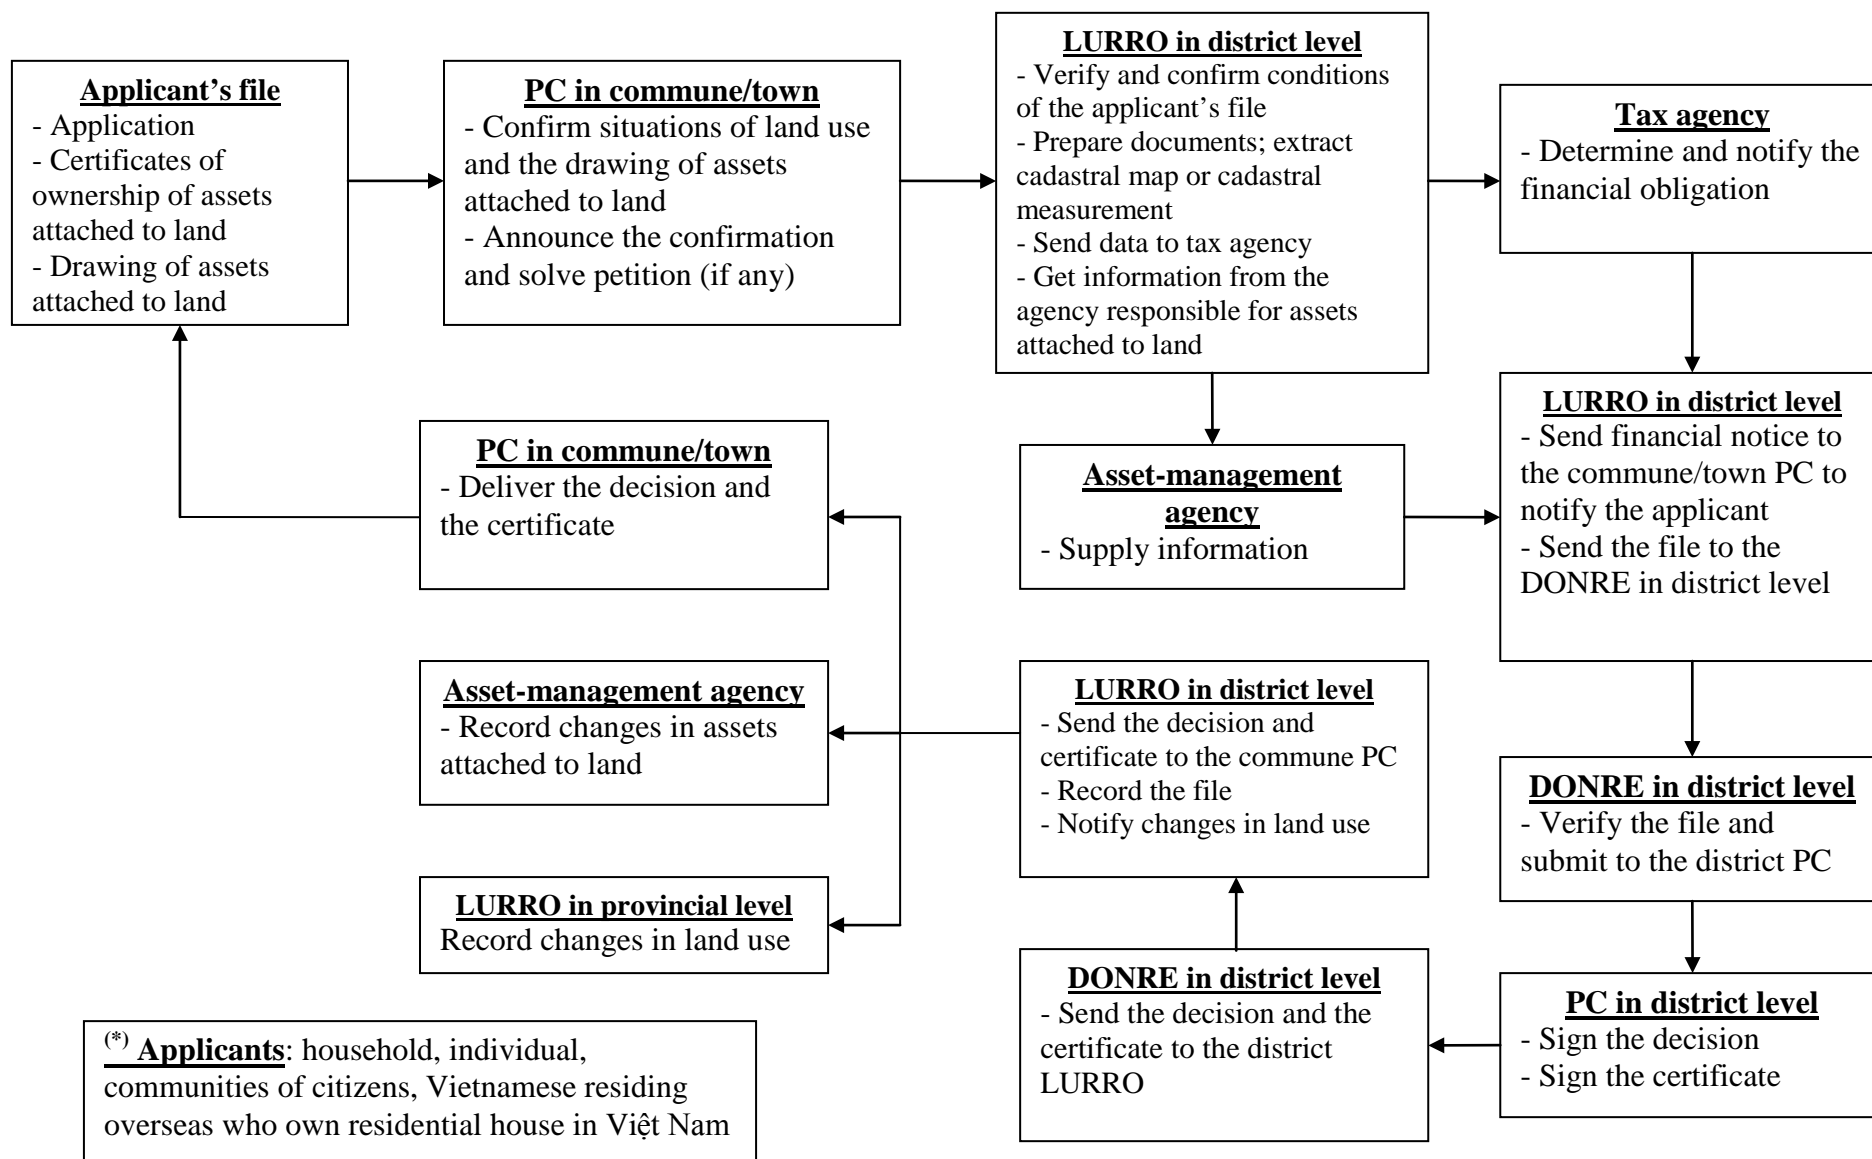 Applicant’s file
- Application
- Certificates of
ownership of assets
attached to land
- Drawing of assets
attached to land
PC in commune/town
- Confirm situations of land use
and the drawing of assets
attached to land
- Announce the confirmation
and solve petition (if any)
LURRO in district level
- Verify and confirm conditions
of the applicant’s file
- Prepare documents; extract
cadastral map or cadastral
measurement
- Send data to tax agency
- Get information from the
agency responsible for assets
attached to land
Tax agency
- Determine and notify the
financial obligation
Asset-management
agency
- Supply information
LURRO in district level
- Send financial notice to
the commune/town PC to
notify the applicant
- Send the file to the
DONRE in district level
DONRE in district level
- Verify the file and
submit to the district PC
PC in district level
- Sign the decision
- Sign the certificate
DONRE in district level
- Send the decision and the
certificate to the district
LURRO
LURRO in district level
- Send the decision and
certificate to the commune PC
- Record the file
- Notify changes in land use
PC in commune/town
- Deliver the decision and
the certificate
Asset-management agency
- Record changes in assets
attached to land
LURRO in provincial level
Record changes in land use
(*) Applicants: household, individual,
communities of citizens, Vietnamese residing
overseas who own residential house in Việt Nam